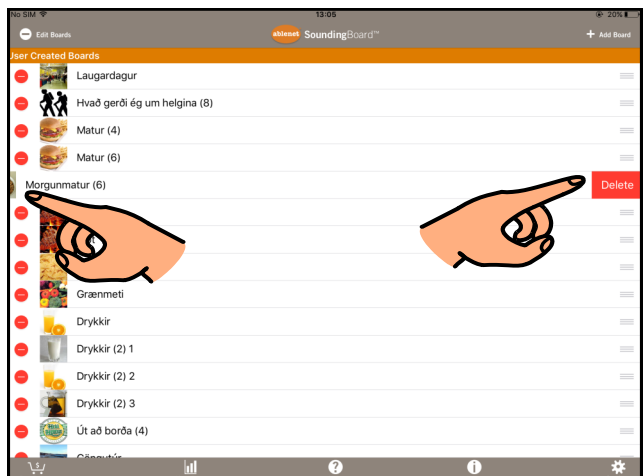 No SIM 13:05 20%
Edit Boards ablenet SoundingBoard™ + Add Board
User Created Boards
Laugardagur
Hvað gerði ég um helgina (8)
Matur (4)
Matur (6)
Morgunmatur (6) Delete
Grænmeti
Drykkir
Drykkir (2) 1
Drykkir (2) 2
Drykkir (2) 3
Út að borða (4)
Göngutúr